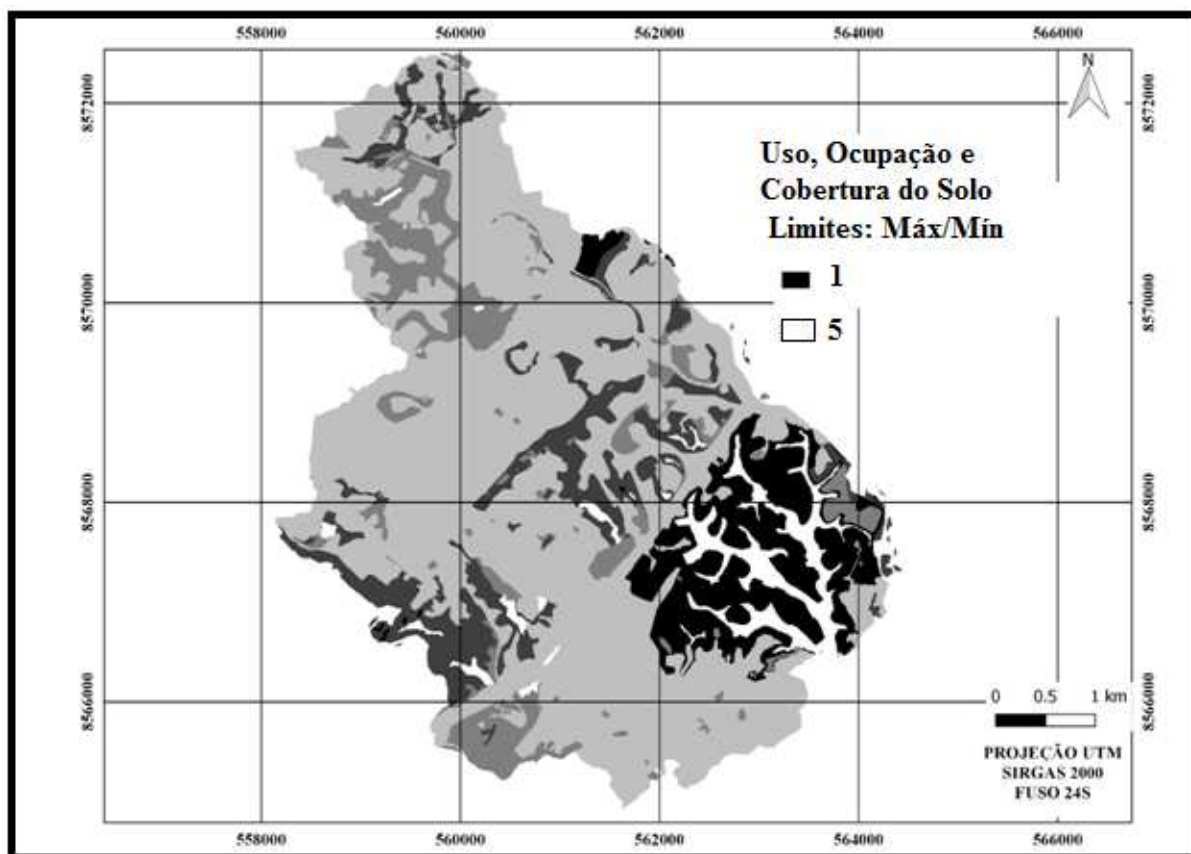 558000 560000 562000 564000 566000
N
8572000 8572000
Uso, Ocupação e
Cobertura do Solo
Limites: Máx/Mín
1
5
8570000 8570000
8568000 8568000
8566000 8566000
0 0.5 1 km
PROJEÇÃO UTM
SIRGAS 2000
FUSO 24S
558000 560000 562000 564000 566000